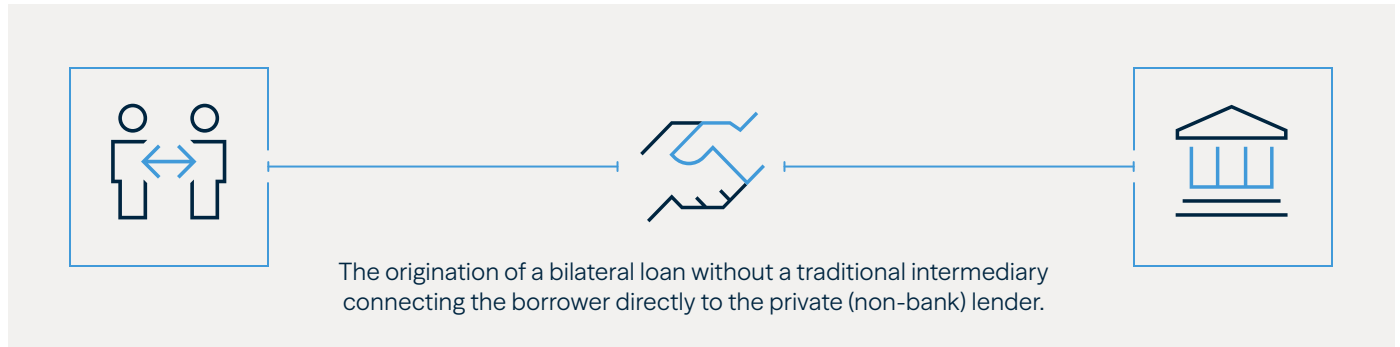 The origination of a bilateral loan without a traditional intermediary
connecting the borrower directly to the private (non-bank) lender.